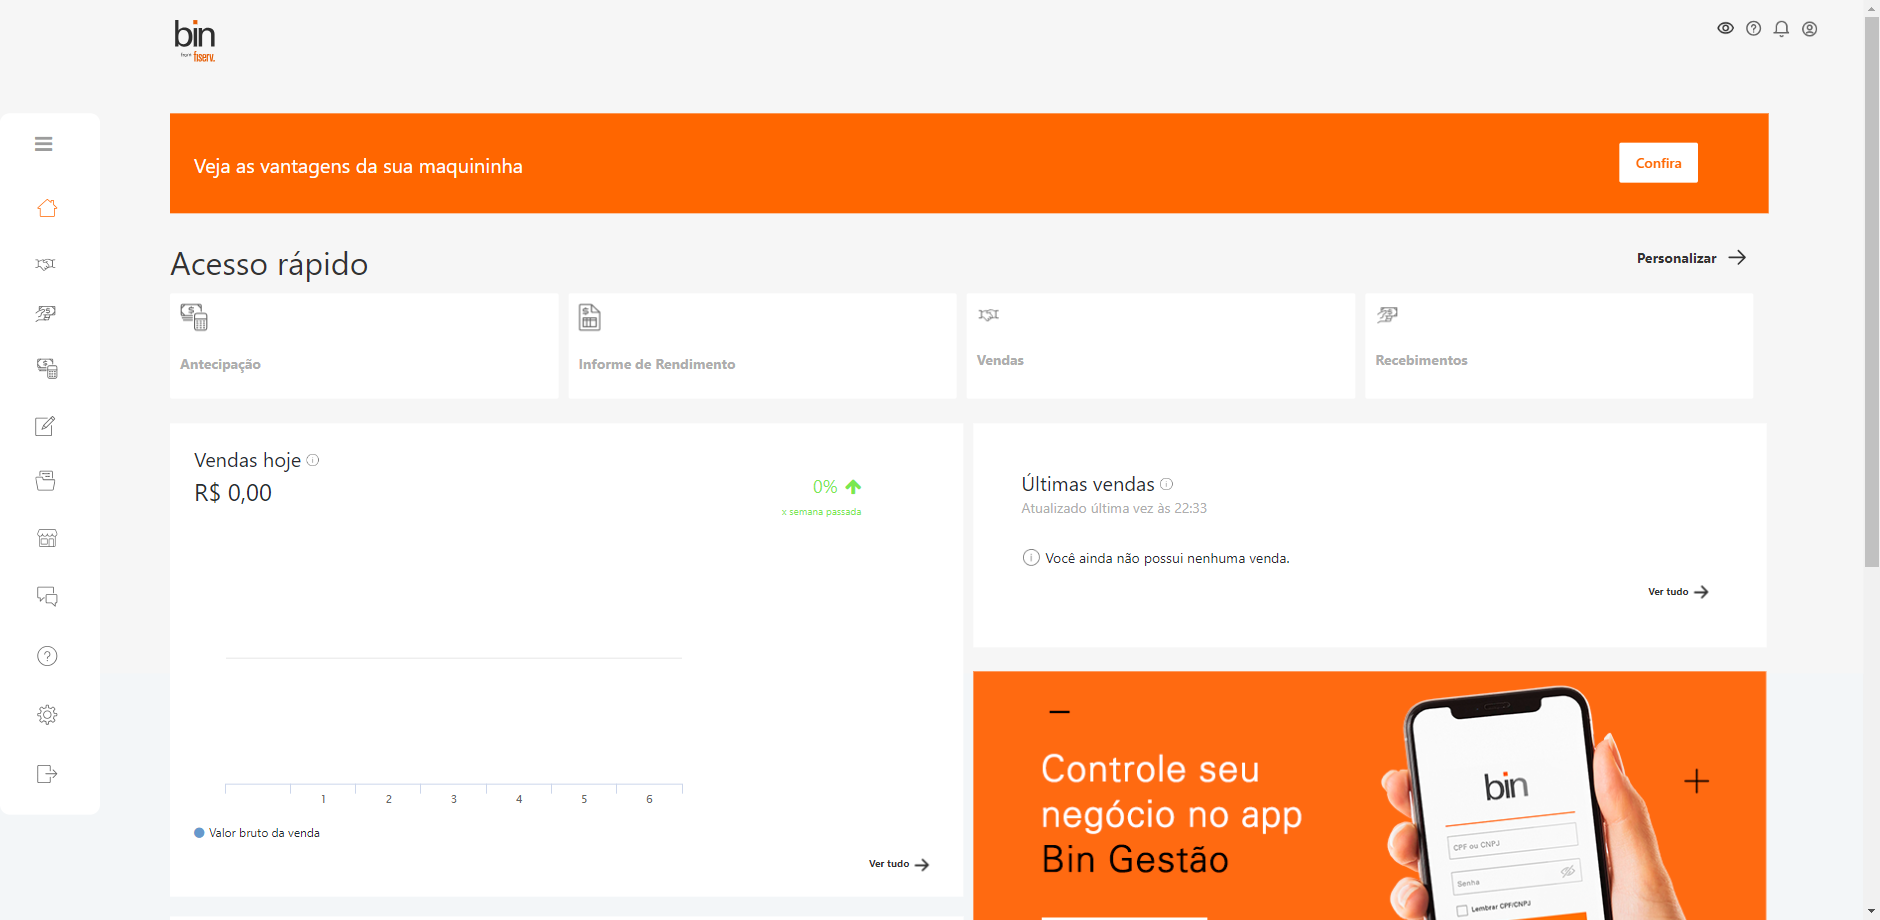 bin
from fiserv.
Veja as vantagens da sua maquininha
Confira
Acesso rápido
Personalizar
Antecipação
Informe de Rendimento
Vendas
Recebimentos
Vendas hoje
R$ 0,00
0%
x semana passada
1 2 3 4 5 6
Valor bruto da venda
Ver tudo
Últimas vendas
Atualizado última vez às 22:33
Você ainda não possui nenhuma venda.
Ver tudo
Controle seu
negócio no app
Bin Gestão
bin
CPF ou CNPJ
Senha
Lembrar CPF/CNPJ